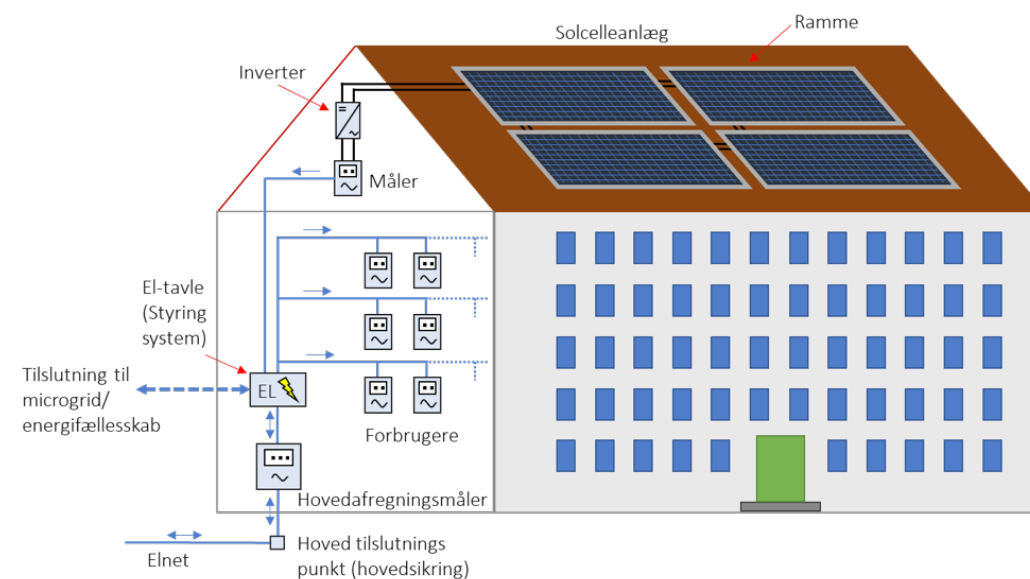 Solcelleanlæg
Ramme
Inverter
Måler
El-tavle
(Styring
system)
Tilslutning til
microgrid/
energifællesskab
EL
Forbrugere
Hovedafregningsmåler
Elnet
Hoved tilslutnings
punkt (hovedsikring)